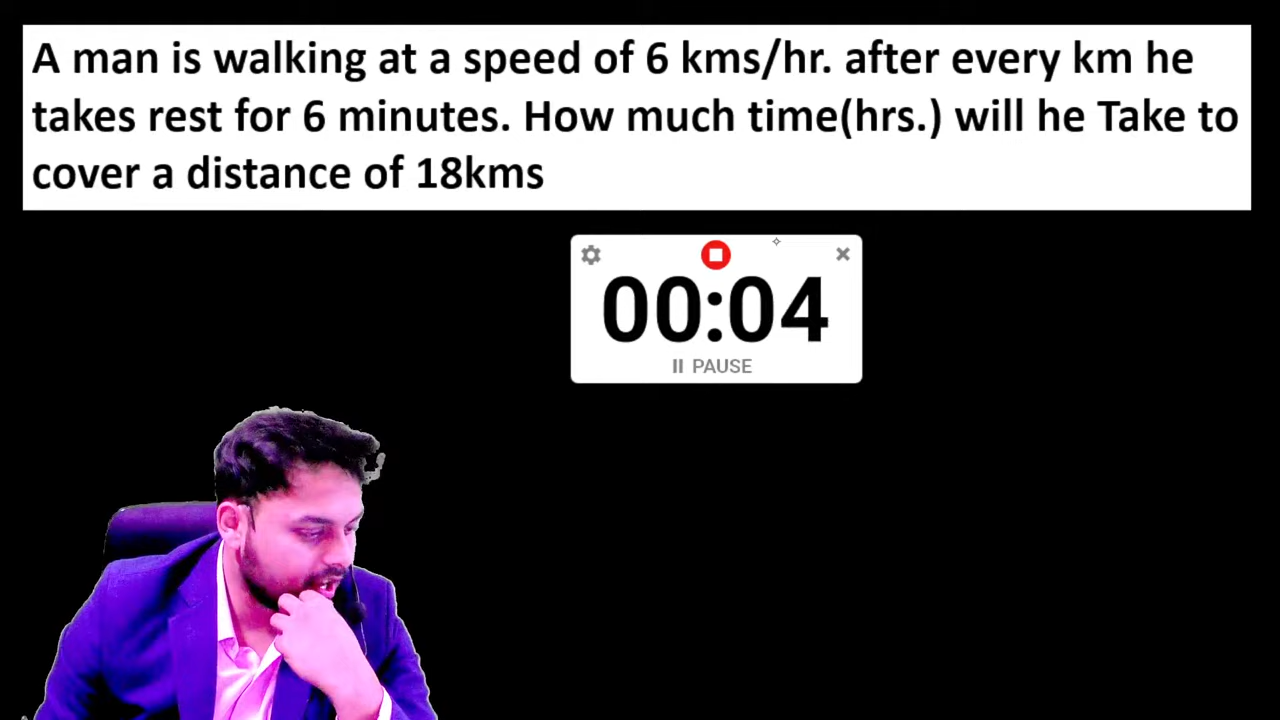 A man is walking at a speed of 6 kms/hr. after every km he
takes rest for 6 minutes. How much time(hrs.) will he Take to
cover a distance of 18kms
00:04
PAUSE